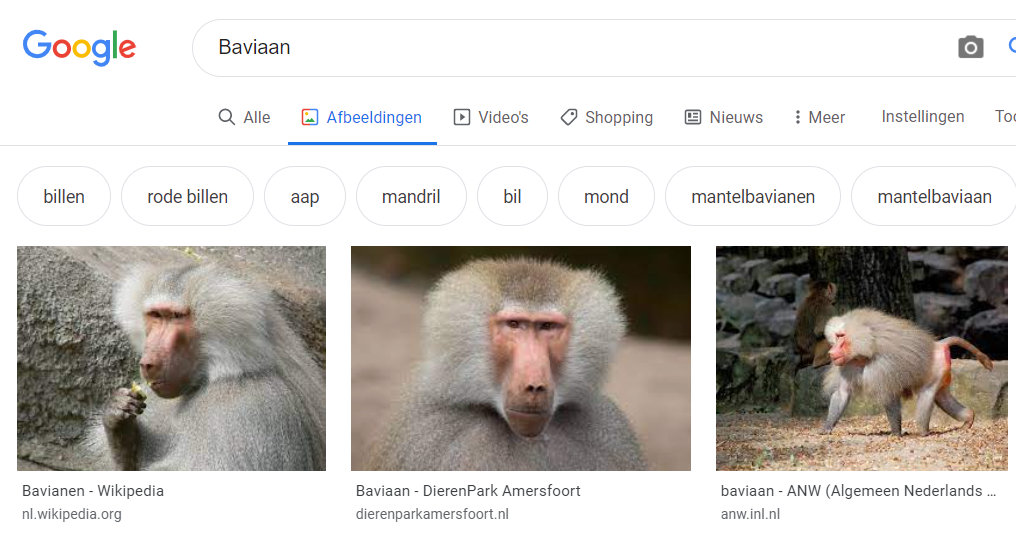 Google Baviaan
Alle Afbeeldingen Video's Shopping Nieuws Meer Instellingen
billen rode billen aap mandril bil mond mantelbavianen mantelbaviaan
Bavianen - Wikipedia
nl.wikipedia.org
Baviaan - DierenPark Amersfoort
dierenparkamersfoort.nl
baviaan - ANW (Algemeen Nederlands ...
anw.inl.nl